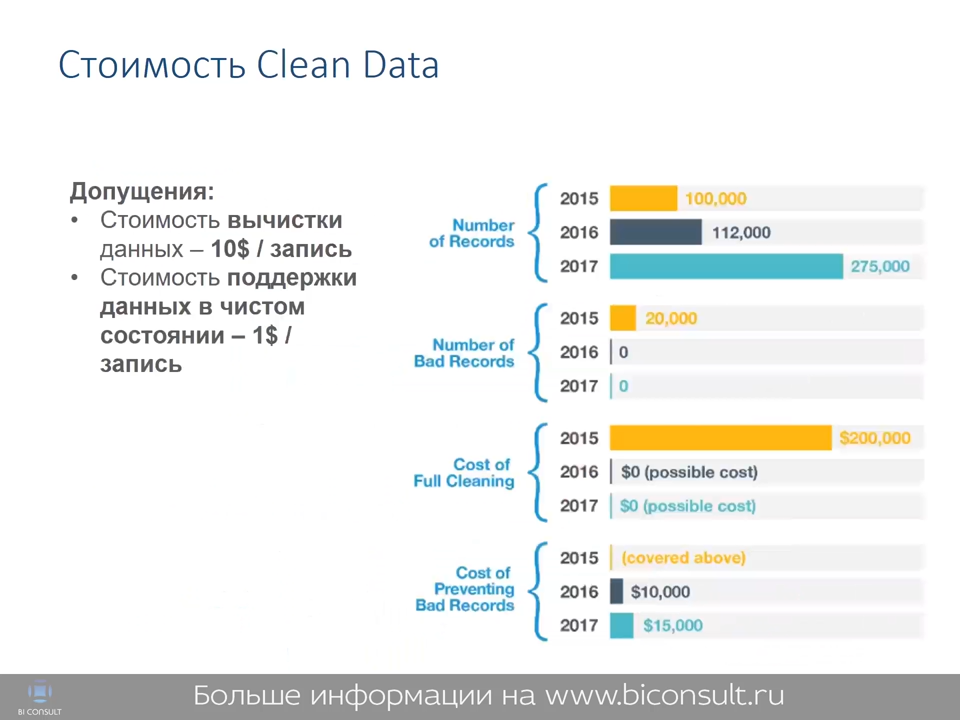 Стоимость Clean Data
Допущения:
• Стоимость вычистки
данных – 10$ / запись
• Стоимость поддержки
данных в чистом
состоянии – 1$ /
запись
Number
of Records
2015 100,000
2016 112,000
2017 275,000
Number of
Bad Records
2015 20,000
2016 0
2017 0
Cost of
Full Cleaning
2015 $200,000
2016 $0 (possible cost)
2017 $0 (possible cost)
Cost of
Preventing
Bad Records
2015 (covered above)
2016 $10,000
2017 $15,000
BI CONSULT
Больше информации на www.biconsult.ru